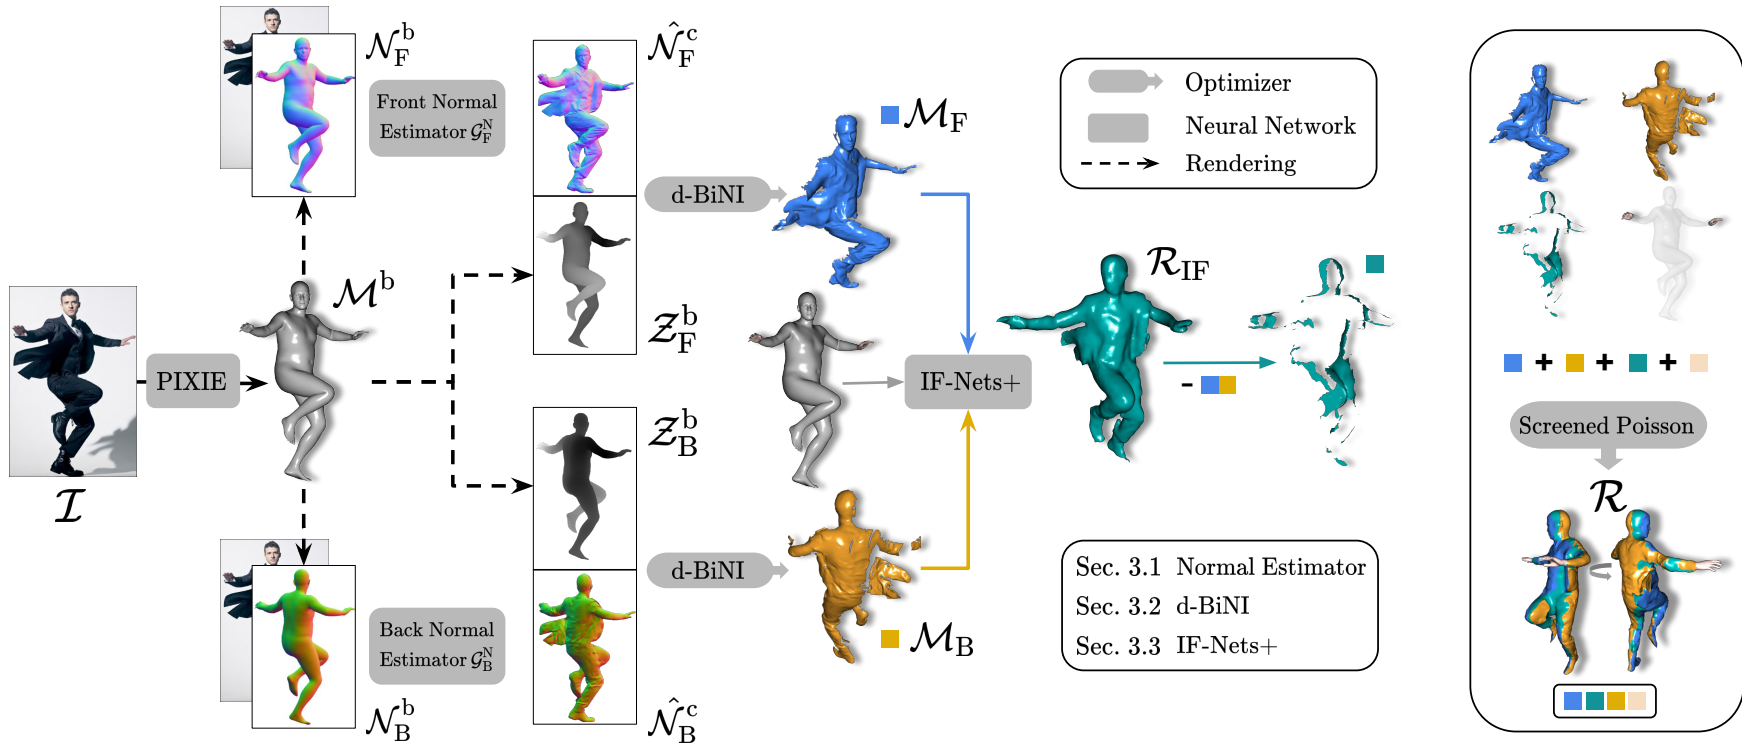 𝒩_F^b
Front Normal
Estimator 𝒢_F^N
𝒩̂_F^c
ℳ_F
d-BiNI
Optimizer
Neural Network
Rendering
ℳ^b
𝒵_F^b
ℛ_IF
PIXIE
IF-Nets+
-
+ + +
𝒵_B^b
Screened Poisson
ℐ
ℛ
d-BiNI
Sec. 3.1 Normal Estimator
Sec. 3.2 d-BiNI
Sec. 3.3 IF-Nets+
Back Normal
Estimator 𝒢_B^N
ℳ_B
𝒩_B^b
𝒩̂_B^c